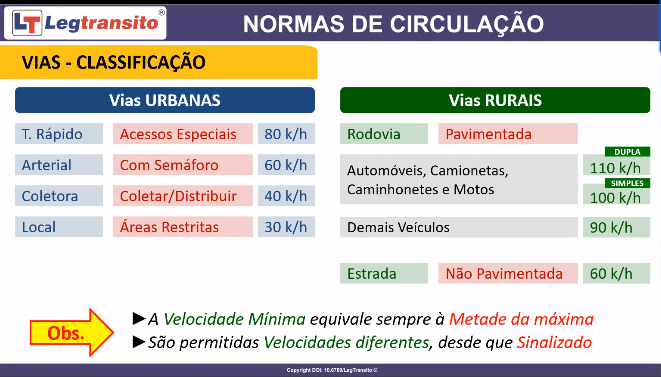 LT Legtransito®
NORMAS DE CIRCULAÇÃO
VIAS - CLASSIFICAÇÃO
Vias URBANAS
T. Rápido Acessos Especiais 80 k/h
Arterial Com Semáforo 60 k/h
Coletora Coletar/Distribuir 40 k/h
Local Áreas Restritas 30 k/h
Vias RURAIS
Rodovia Pavimentada
Automóveis, Camionetas,
Caminhonetes e Motos
DUPLA
110 k/h
SIMPLES
100 k/h
Demais Veículos 90 k/h
Estrada Não Pavimentada 60 k/h
Obs.
►A Velocidade Mínima equivale sempre à Metade da máxima
►São permitidas Velocidades diferentes, desde que Sinalizado
Copyright DOI: 10.6789/LegTransito ©